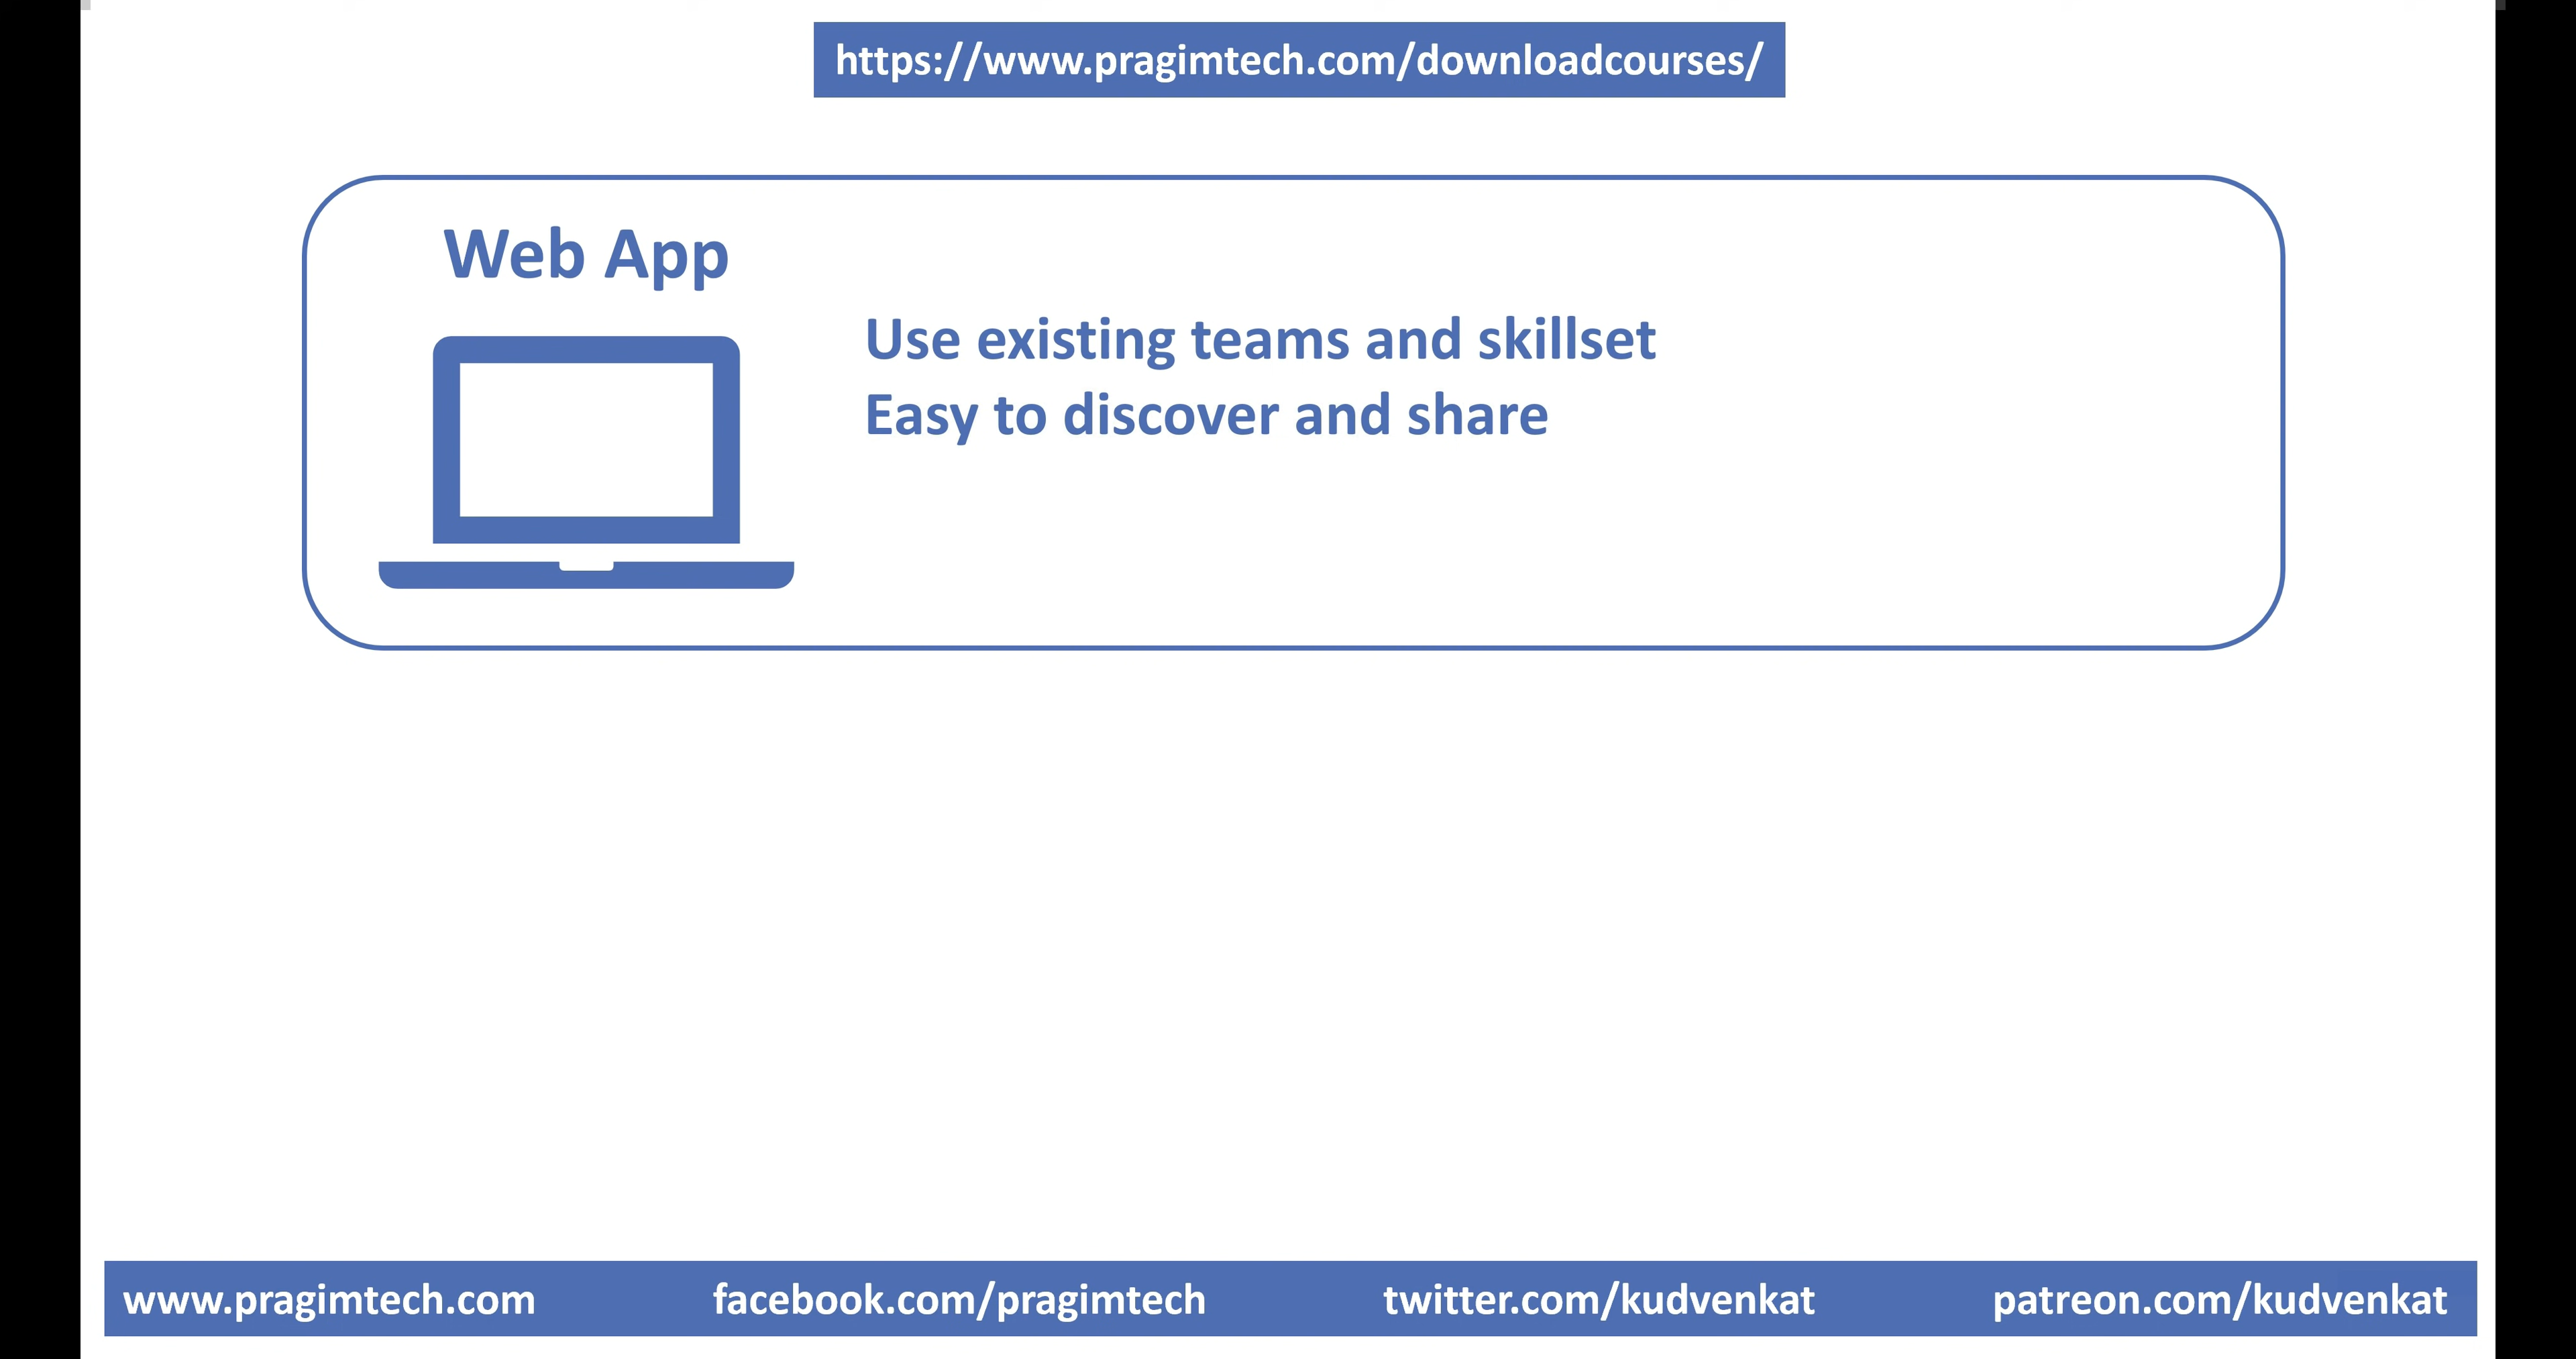 https://www.pragimtech.com/downloadcourses/
Web App
Use existing teams and skillset
Easy to discover and share
www.pragimtech.com facebook.com/pragimtech twitter.com/kudvenkat patreon.com/kudvenkat